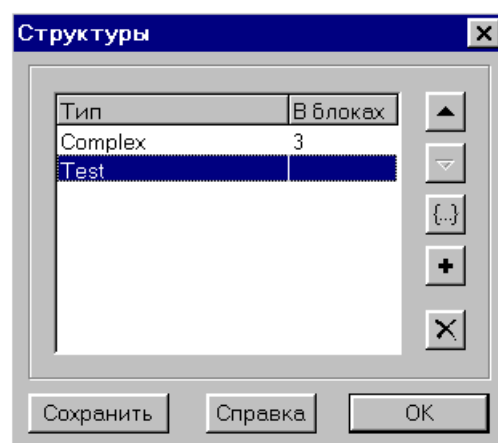 Структуры
Тип В блоках
Complex 3
Test
{..}
Сохранить Справка OK